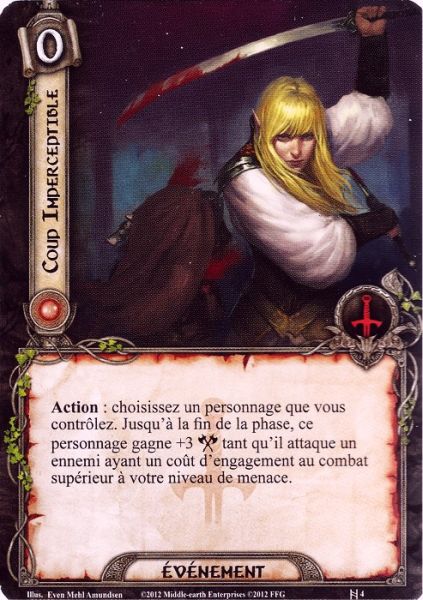 0
Coup Imperceptible
Action : choisissez un personnage que vous
contrôlez. Jusqu'à la fin de la phase, ce
personnage gagne +3 tant qu'il attaque un
ennemi ayant un coût d'engagement au combat
supérieur à votre niveau de menace.
ÉVÉNEMENT
Illus. Even Mehl Amundsen ©2012 Middle-earth Enterprises ©2012 FFG 4